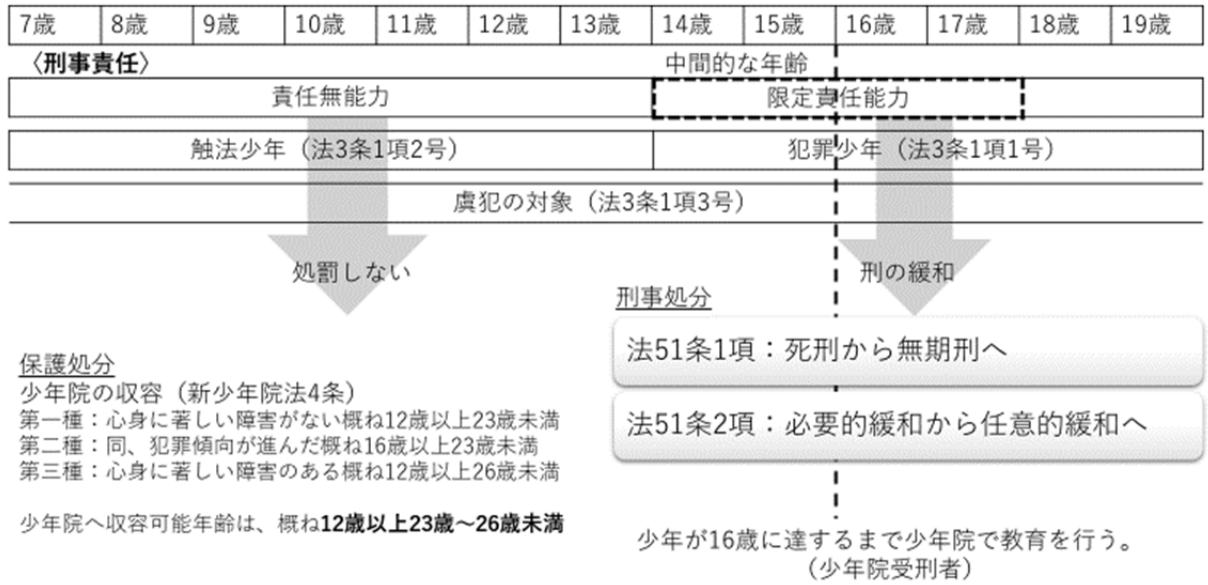 7歳 8歳 9歳 10歳 11歳 12歳 13歳 14歳 15歳 16歳 17歳 18歳 19歳
〈刑事責任〉 中間的な年齢
責任無能力 限定責任能力
触法少年（法3条1項2号） 犯罪少年（法3条1項1号）
虞犯の対象（法3条1項3号）
処罰しない 刑の緩和
刑事処分
法51条1項：死刑から無期刑へ
法51条2項：必要的緩和から任意的緩和へ
保護処分
少年院の収容（新少年院法4条）
第一種：心身に著しい障害がない概ね12歳以上23歳未満
第二種：同、犯罪傾向が進んだ概ね16歳以上23歳未満
第三種：心身に著しい障害のある概ね12歳以上26歳未満
少年院へ収容可能年齢は、概ね12歳以上23歳～26歳未満
少年が16歳に達するまで少年院で教育を行う。
（少年院受刑者）